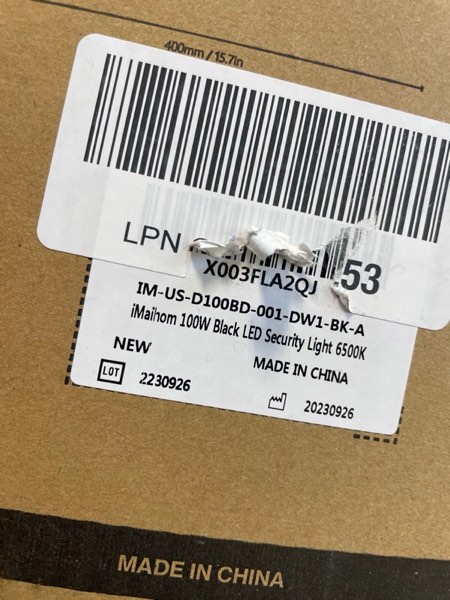 400mm / 15.7in
LPN 53
X003FLA2QJ
IM-US-D100BD-001-DW1-BK-A
iMaihom 100W Black LED Security Light 6500K
NEW
MADE IN CHINA
LOT 2230926
20230926
MADE IN CHINA